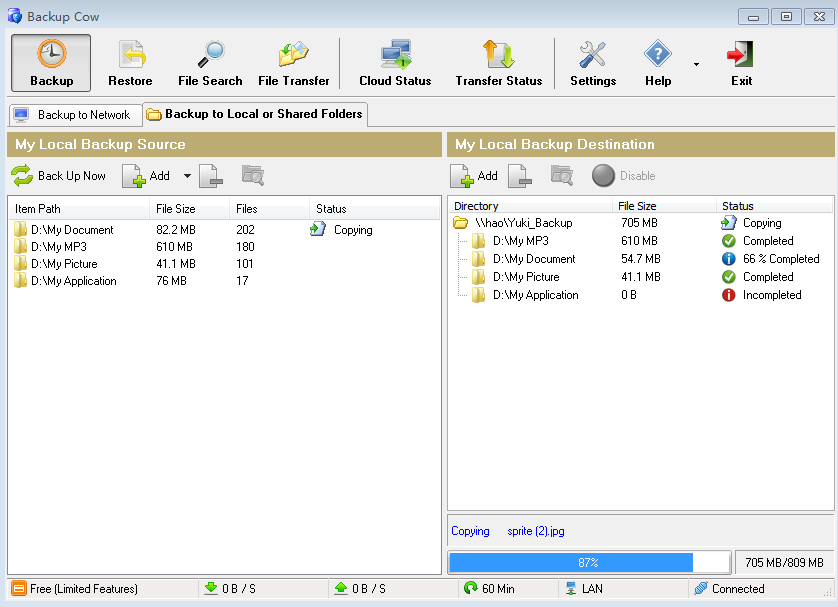 Backup Cow
Backup Restore File Search File Transfer Cloud Status Transfer Status Settings Help Exit
Backup to Network Backup to Local or Shared Folders
My Local Backup Source
Back Up Now Add
Item Path File Size Files Status
D:\My Document 82.2 MB 202 Copying
D:\My MP3 610 MB 180
D:\My Picture 41.1 MB 101
D:\My Application 76 MB 17
My Local Backup Destination
Add Disable
Directory File Size Status
\\hao\Yuki_Backup 705 MB Copying
D:\My MP3 610 MB Completed
D:\My Document 54.7 MB 66 % Completed
D:\My Picture 41.1 MB Completed
D:\My Application 0 B Incompleted
Copying sprite (2).jpg
87% 705 MB/809 MB
Free (Limited Features) 0 B / S 0 B / S 60 Min LAN Connected